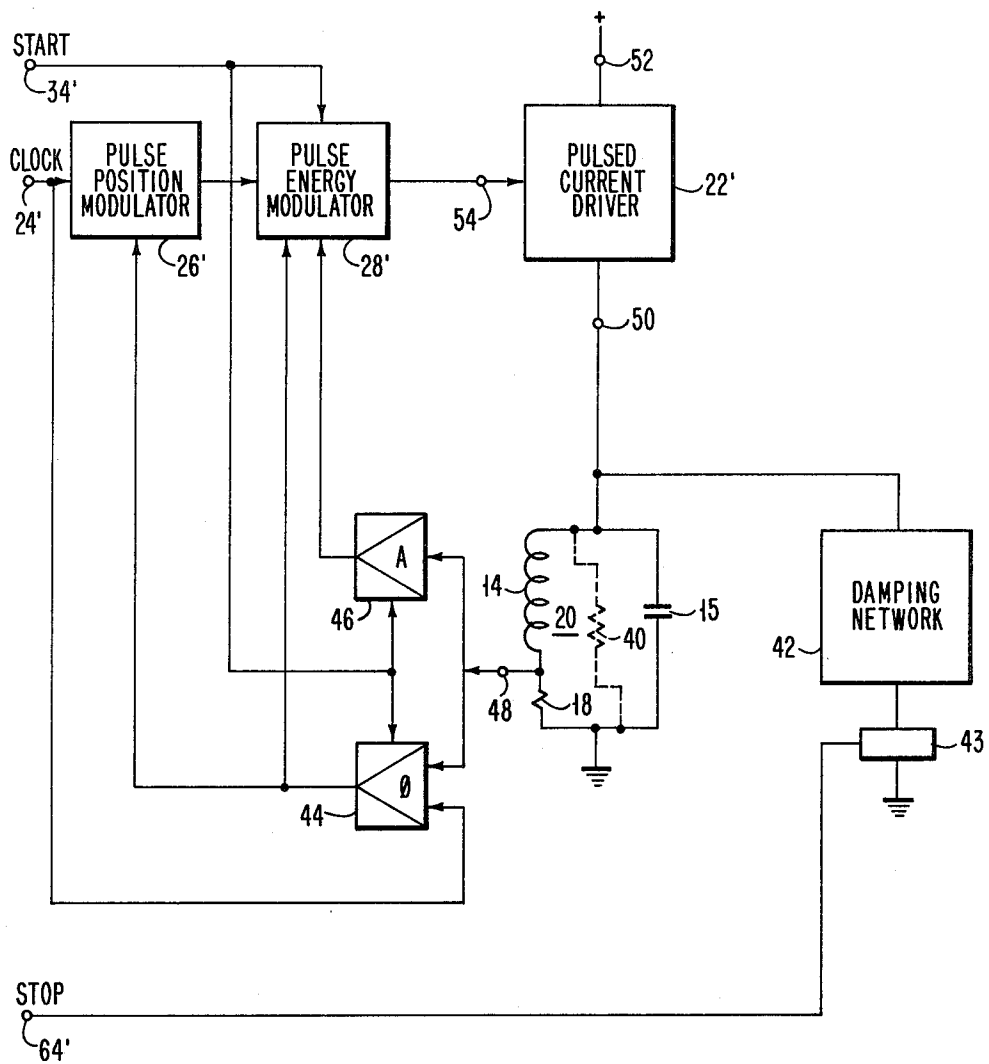 +
START
52
34'
CLOCK
PULSE
POSITION
MODULATOR
PULSE
ENERGY
MODULATOR
PULSED
CURRENT
DRIVER
24'
26'
28'
54
22'
50
A
46
14
20
40
15
DAMPING
NETWORK
42
48
18
43
Ø
44
STOP
64'